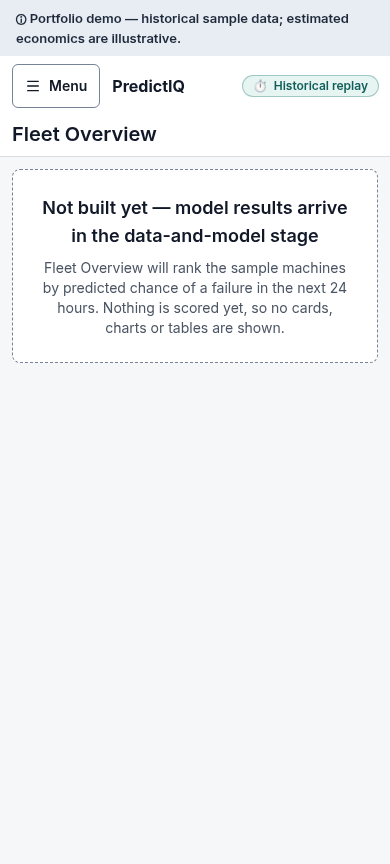 Portfolio demo — historical sample data; estimated
economics are illustrative.
Menu
PredictIQ
Historical replay
Fleet Overview
Not built yet — model results arrive
in the data-and-model stage
Fleet Overview will rank the sample machines
by predicted chance of a failure in the next 24
hours. Nothing is scored yet, so no cards,
charts or tables are shown.